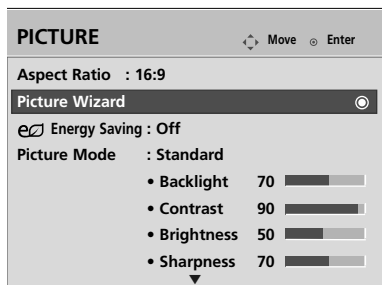 PICTURE Move Enter
Aspect Ratio : 16:9
Picture Wizard
Energy Saving : Off
Picture Mode : Standard
• Backlight 70
• Contrast 90
• Brightness 50
• Sharpness 70